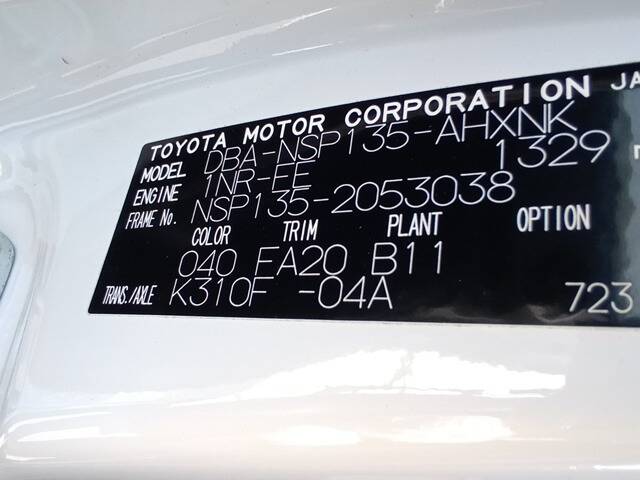 TOYOTA MOTOR CORPORATION JA
MODEL DBA-NSP135-AHXNK
ENGINE 1NR-FE 1329
FRAME No. NSP135-2053038
COLOR TRIM PLANT OPTION
040 FA20 B11
TRANS./AXLE K310F -04A 723